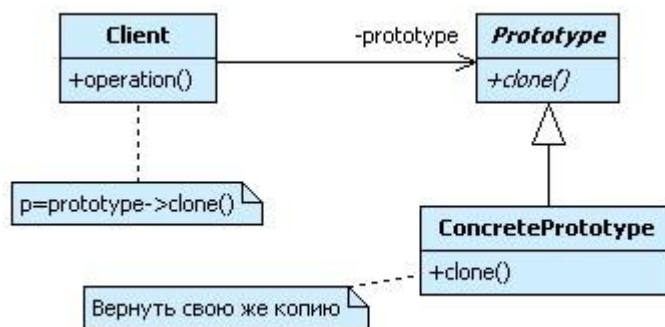 Client
-prototype
Prototype
+operation()
+clone()
p=prototype->clone()
ConcretePrototype
+clone()
Вернуть свою же копию